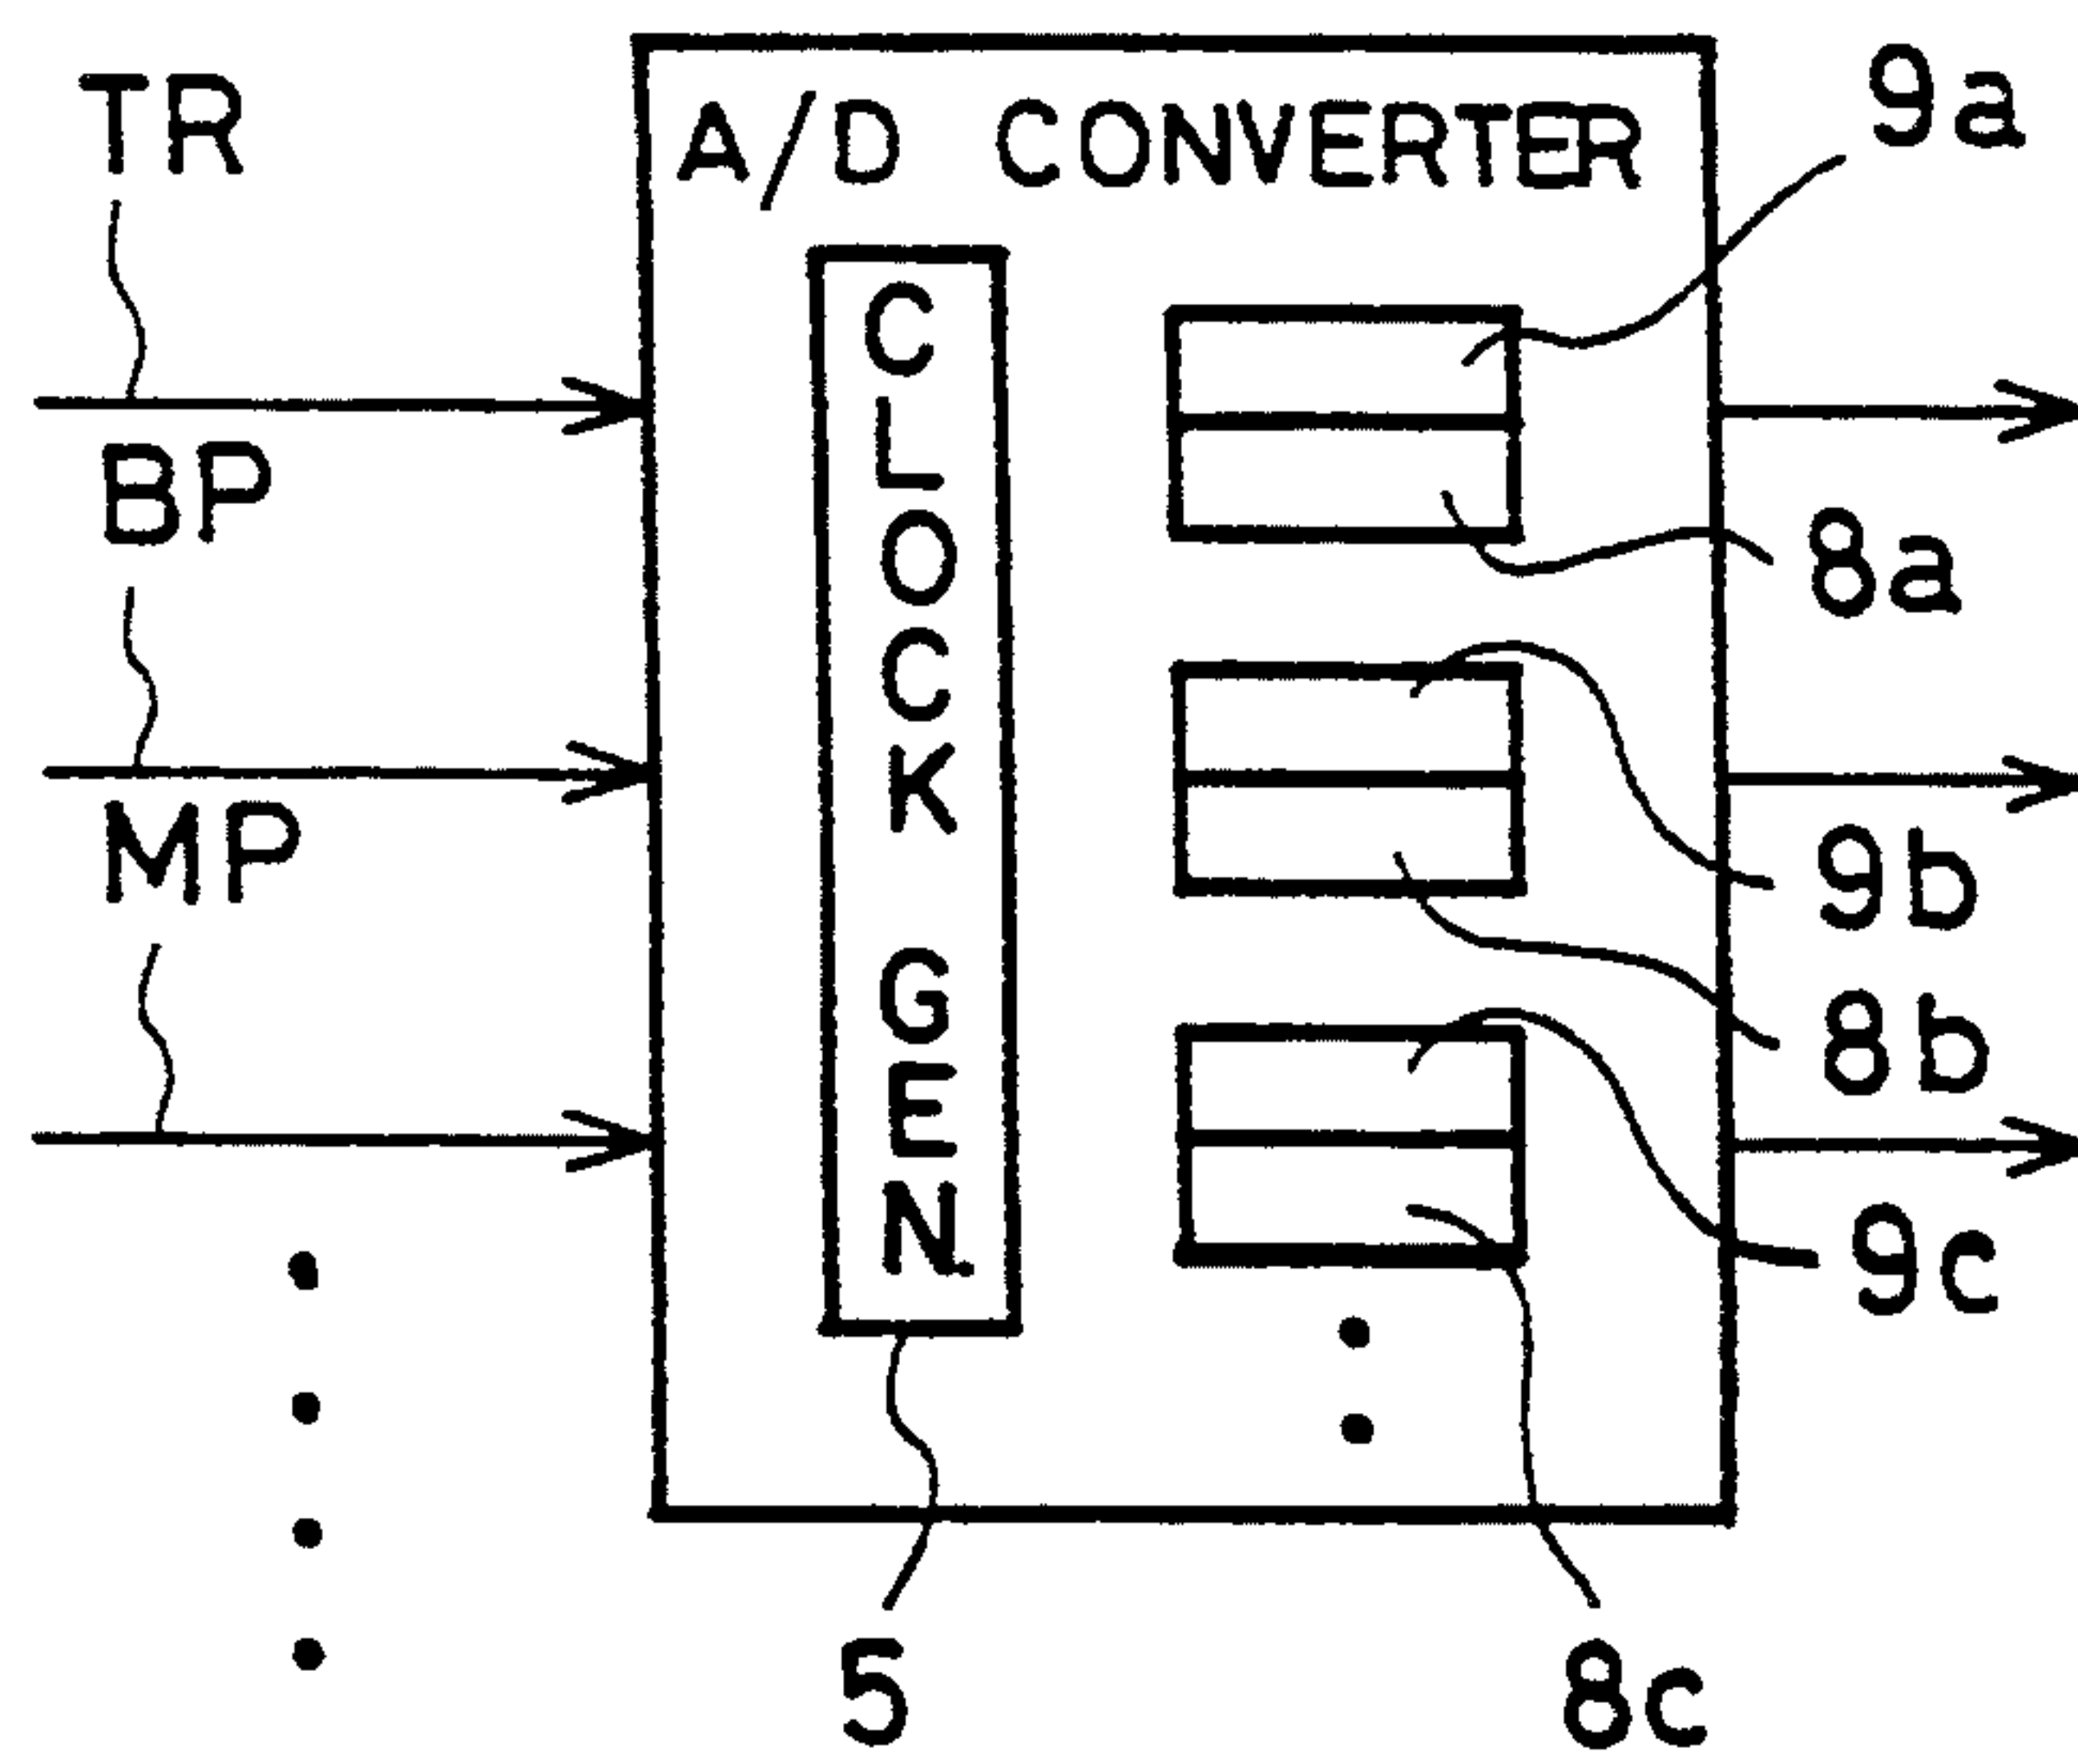 TR
A/D CONVERTER
9a
BP
CLOCK GEN.
8a
MP
9b
8b
9c
5
8c